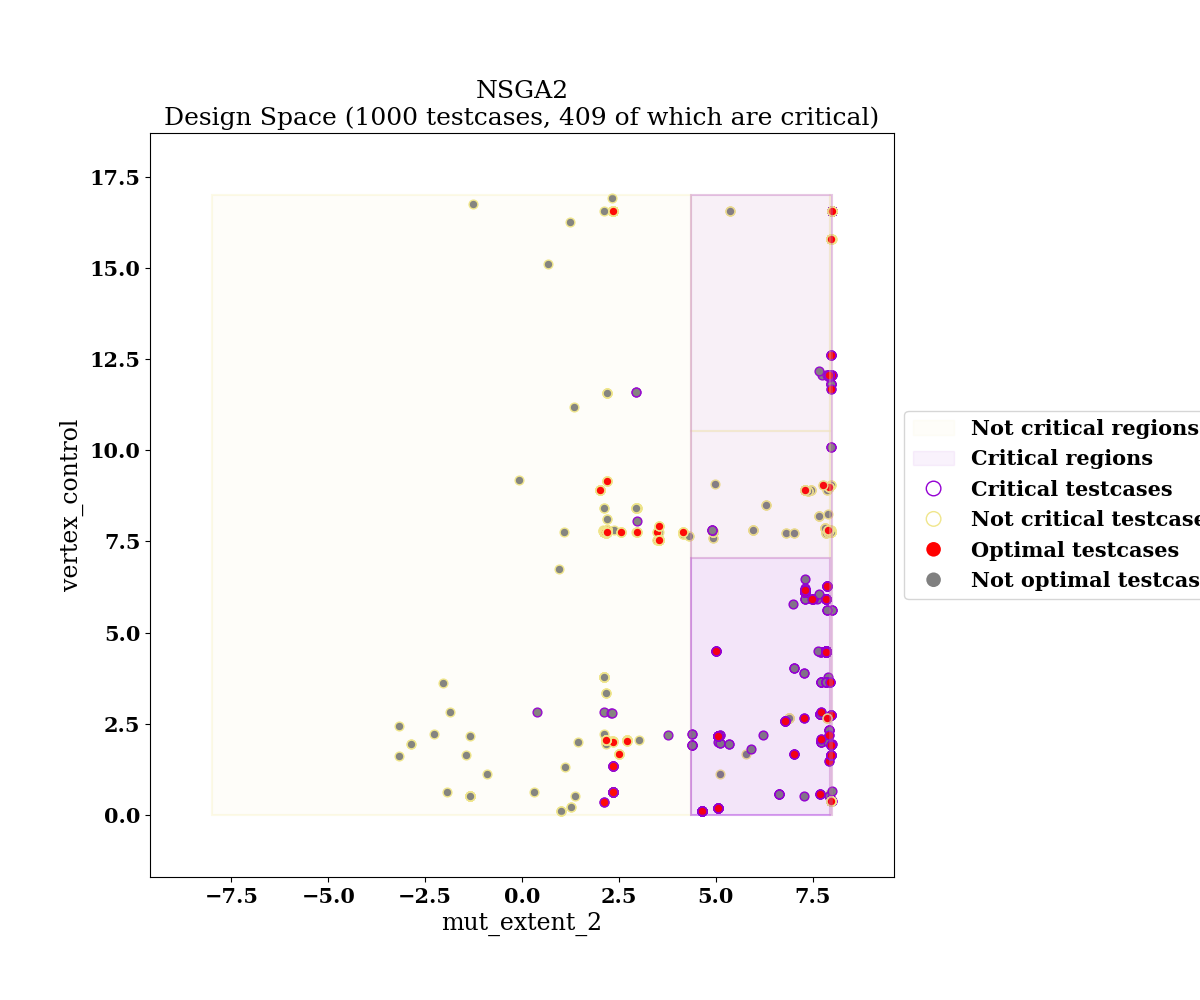 NSGA2
Design Space (1000 testcases, 409 of which are critical)
17.5
15.0
12.5
10.0
7.5
5.0
2.5
0.0
vertex_control
−7.5
−5.0
−2.5
0.0
2.5
5.0
7.5
mut_extent_2
Not critical regions
Critical regions
Critical testcases
Not critical testcase
Optimal testcases
Not optimal testcas